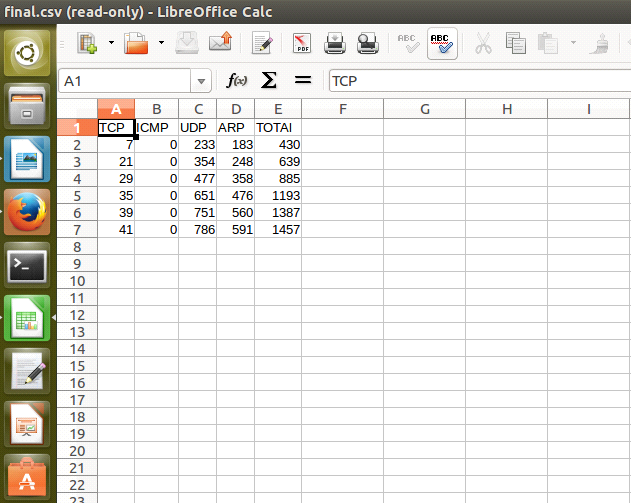 final.csv (read-only) - LibreOffice Calc
PDF ABC ABC
A1 f(x) Σ = TCP
A B C D E F G H I
1 TCP ICMP UDP ARP TOTAl
2 7 0 233 183 430
3 21 0 354 248 639
4 29 0 477 358 885
5 35 0 651 476 1193
6 39 0 751 560 1387
7 41 0 786 591 1457
8
9
10
11
12
13
14
15
16
17
18
19
20
21
22
23